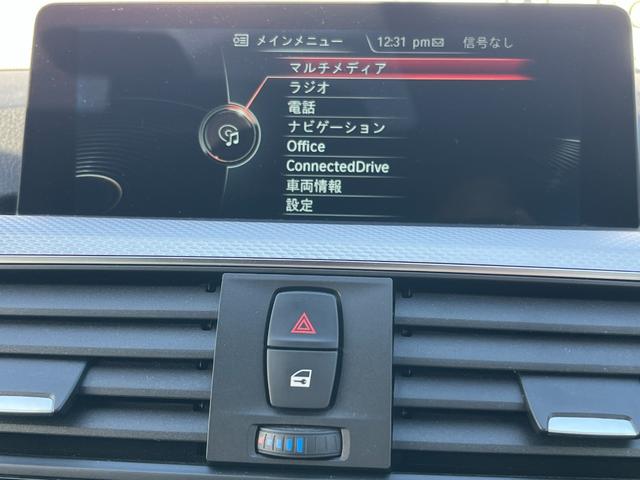 メインメニュー 12:31 pm 信号なし
マルチメディア
ラジオ
電話
ナビゲーション
Office
ConnectedDrive
車両情報
設定